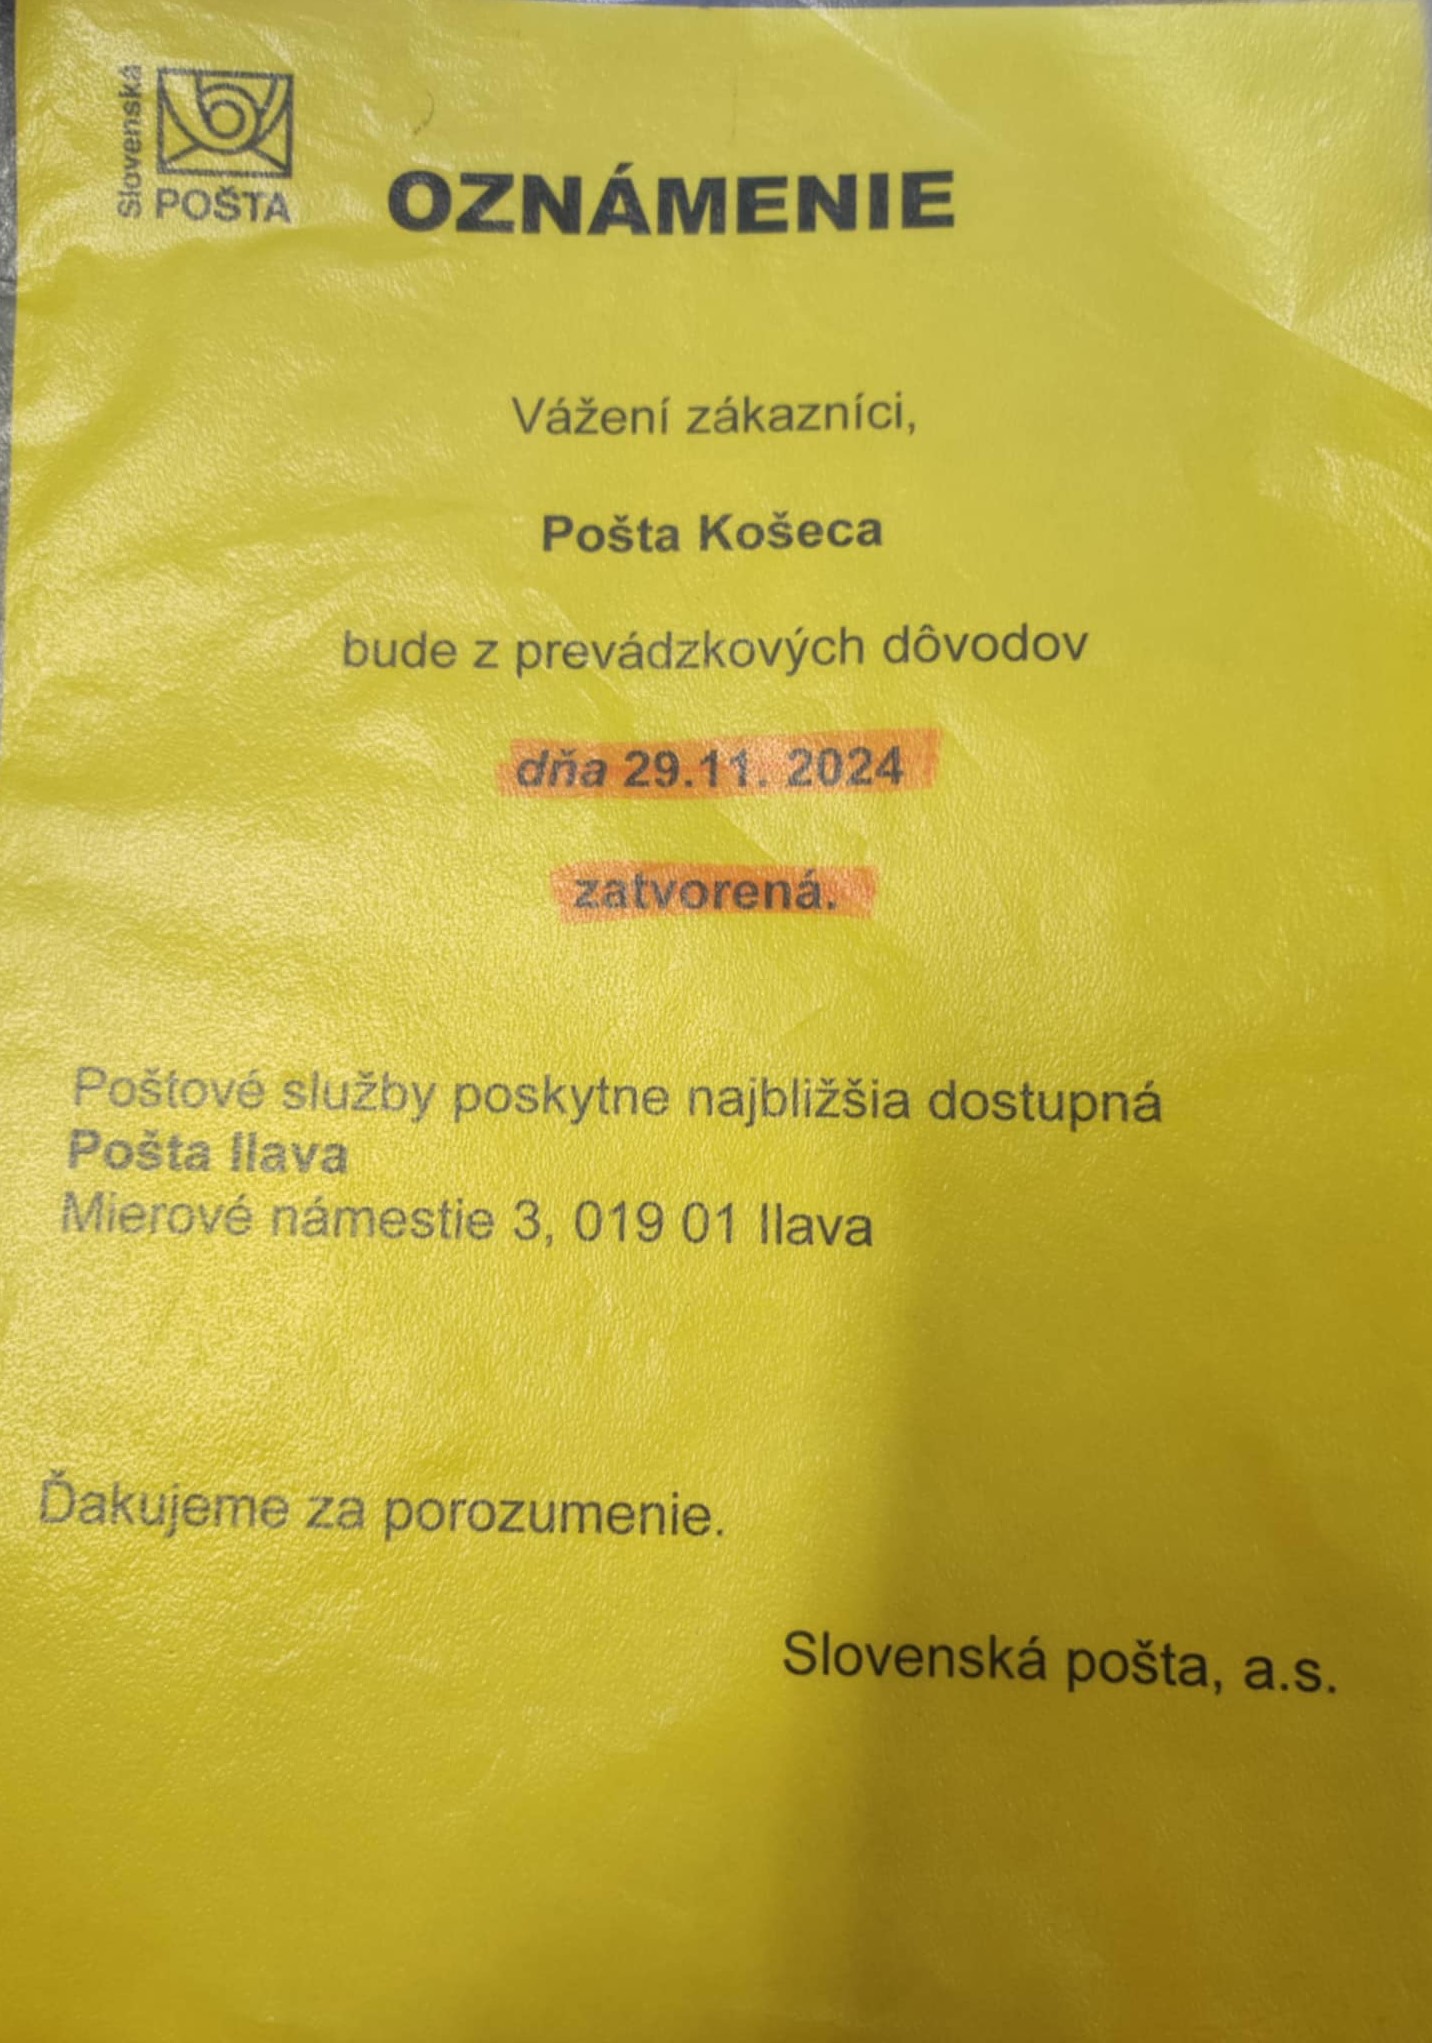 Slovenská
POŠTA
OZNÁMENIE
Vážení zákazníci,
Pošta Košeca
bude z prevádzkových dôvodov
dňa 29.11. 2024
zatvorená.
Poštové služby poskytne najbližšia dostupná
Pošta Ilava
Mierové námestie 3, 019 01 Ilava
Ďakujeme za porozumenie.
Slovenská pošta, a.s.